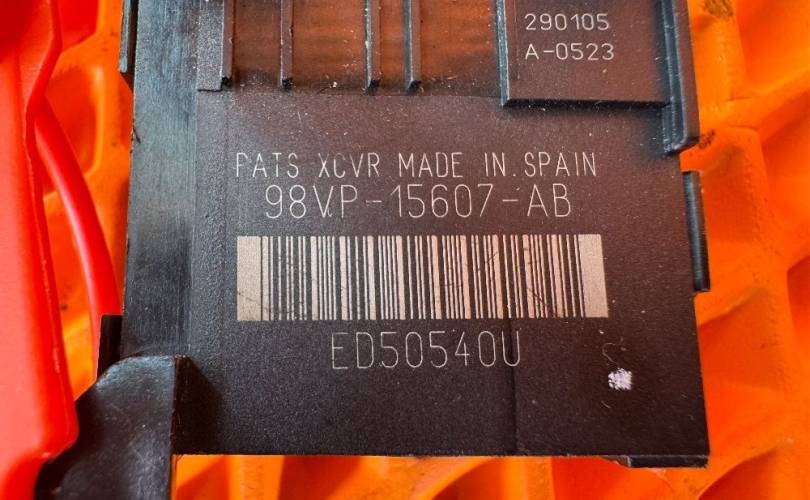 290105
A-0523
PATS XCVR MADE IN SPAIN
98VP-15607-AB
ED50540U